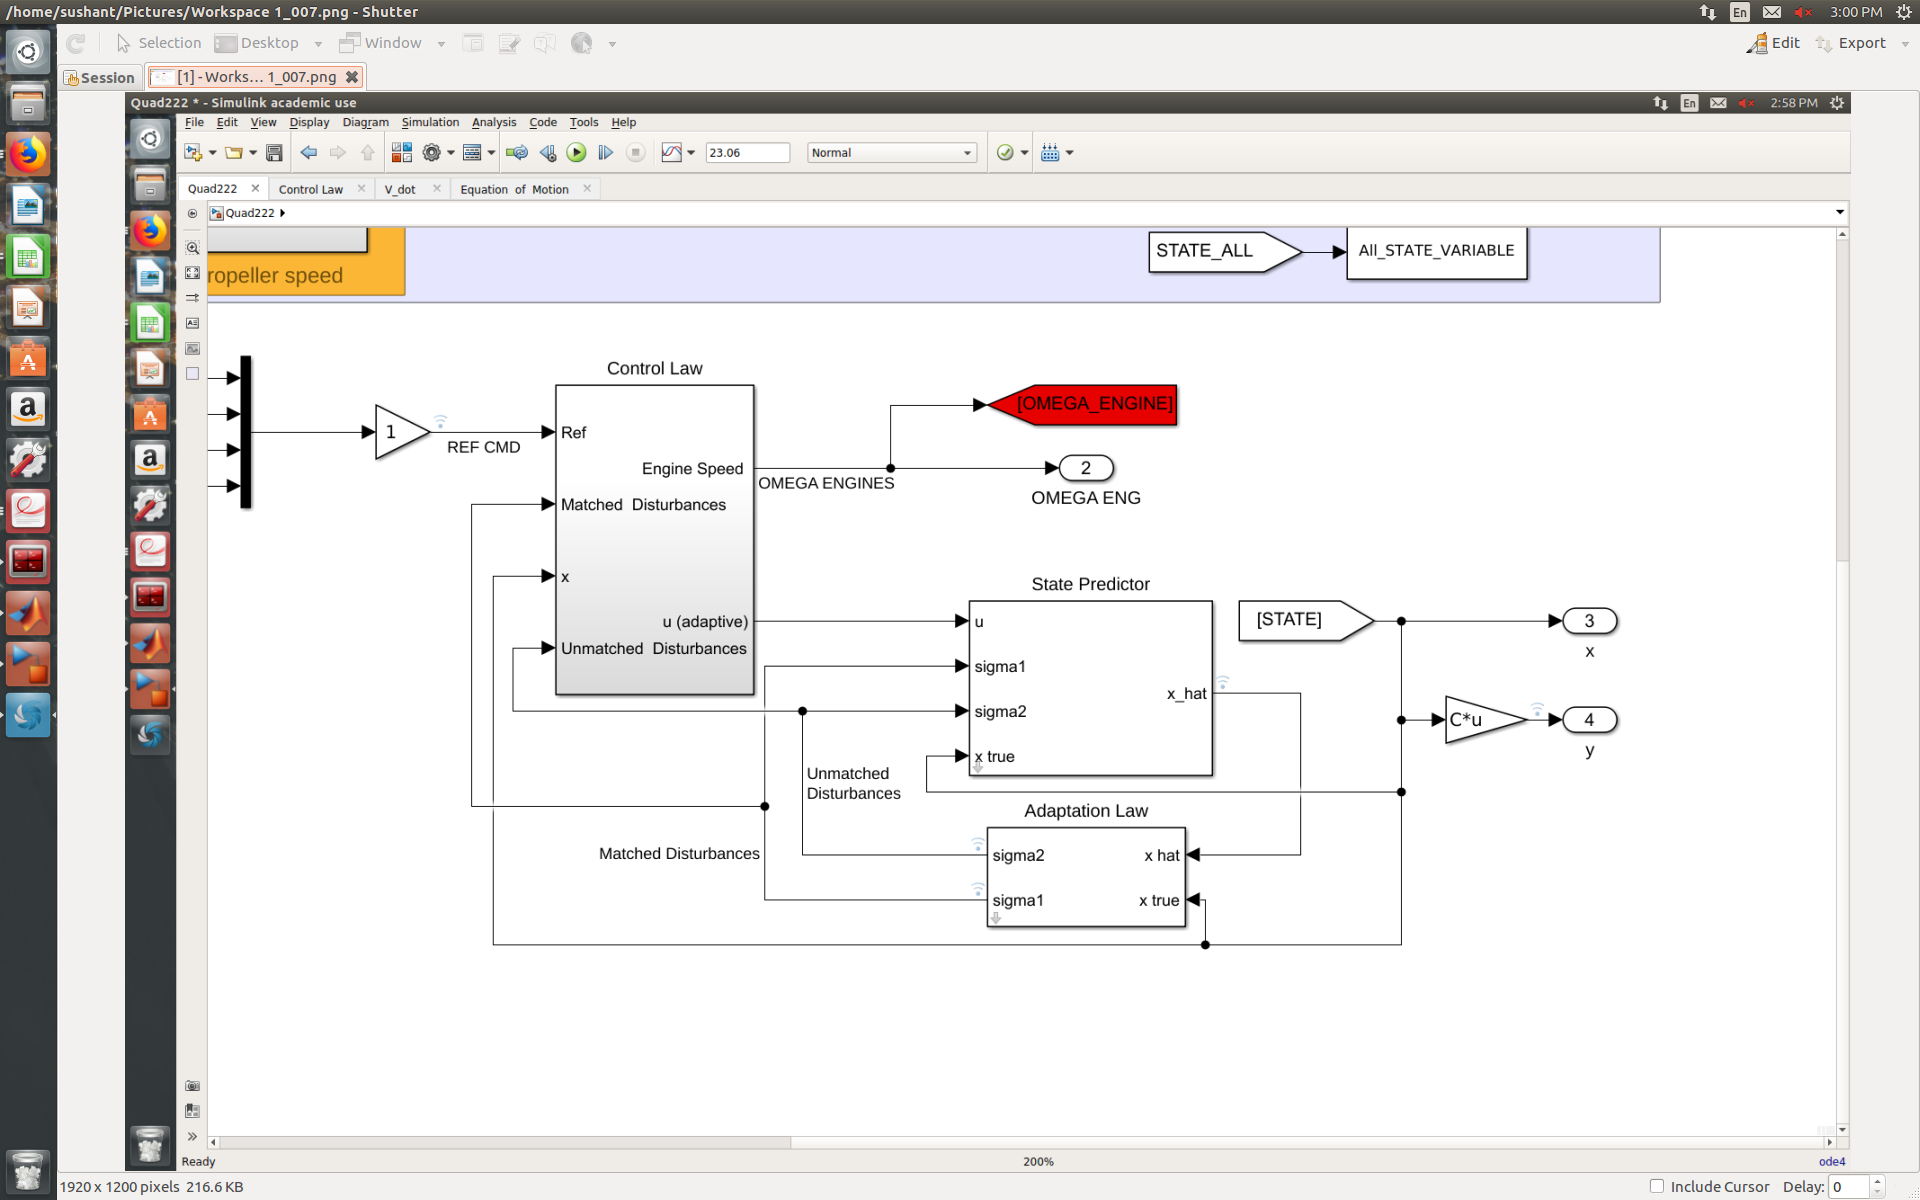 /home/sushant/Pictures/Workspace 1_007.png - Shutter
En
3:00 PM
Selection
Desktop
Window
Edit
Export
Session
[1] - Works... 1_007.png
Quad222 * - Simulink academic use
En
2:58 PM
File Edit View Display Diagram Simulation Analysis Code Tools Help
23.06
Normal
Quad222
Control Law
V_dot
Equation of Motion
Quad222
ropeller speed
STATE_ALL
All_STATE_VARIABLE
Control Law
1
REF CMD
Ref
Engine Speed
Matched Disturbances
x
u (adaptive)
Unmatched Disturbances
OMEGA ENGINES
[OMEGA_ENGINE]
2
OMEGA ENG
State Predictor
u
sigma1
sigma2
x true
x_hat
[STATE]
3
x
C*u
4
y
Unmatched
Disturbances
Matched Disturbances
Adaptation Law
sigma2
x hat
sigma1
x true
Ready
200%
ode4
1920 x 1200 pixels 216.6 KB
Include Cursor
Delay: 0